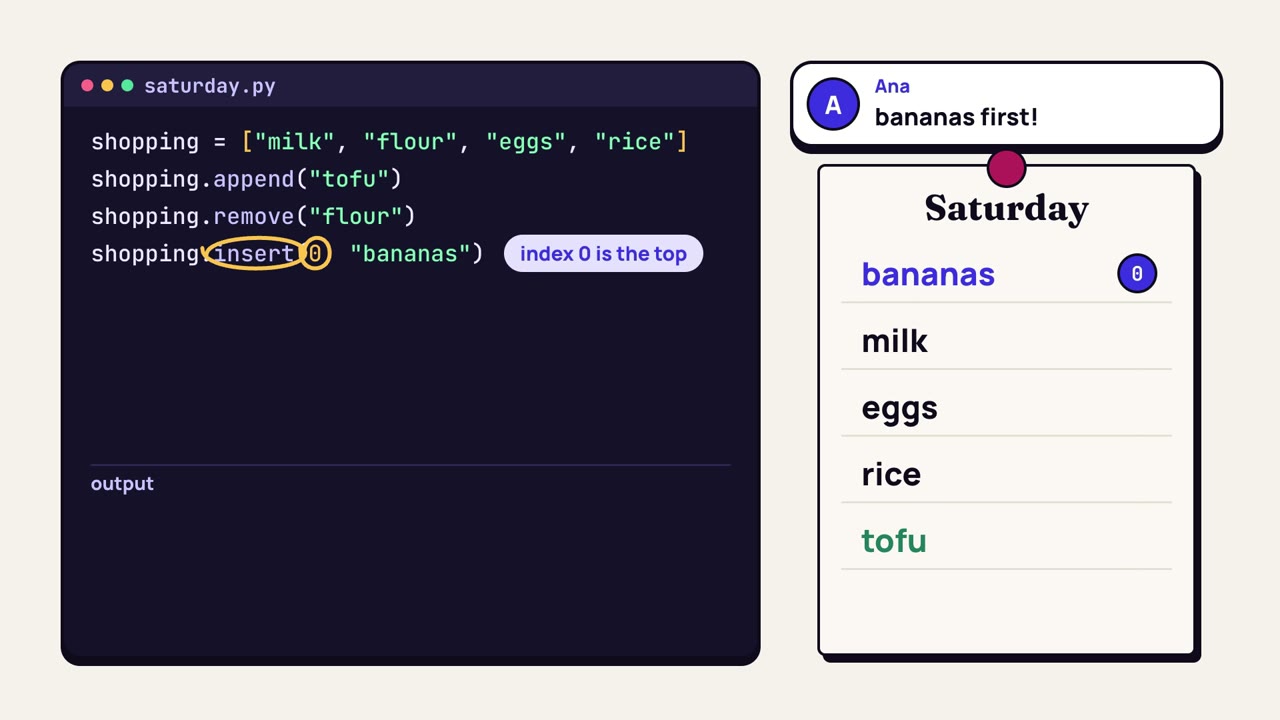 saturday.py
shopping = ["milk", "flour", "eggs", "rice"]
shopping.append("tofu")
shopping.remove("flour")
shopping.insert 0 "bananas")
index 0 is the top
output
A
Ana
bananas first!
Saturday
bananas 0
milk
eggs
rice
tofu